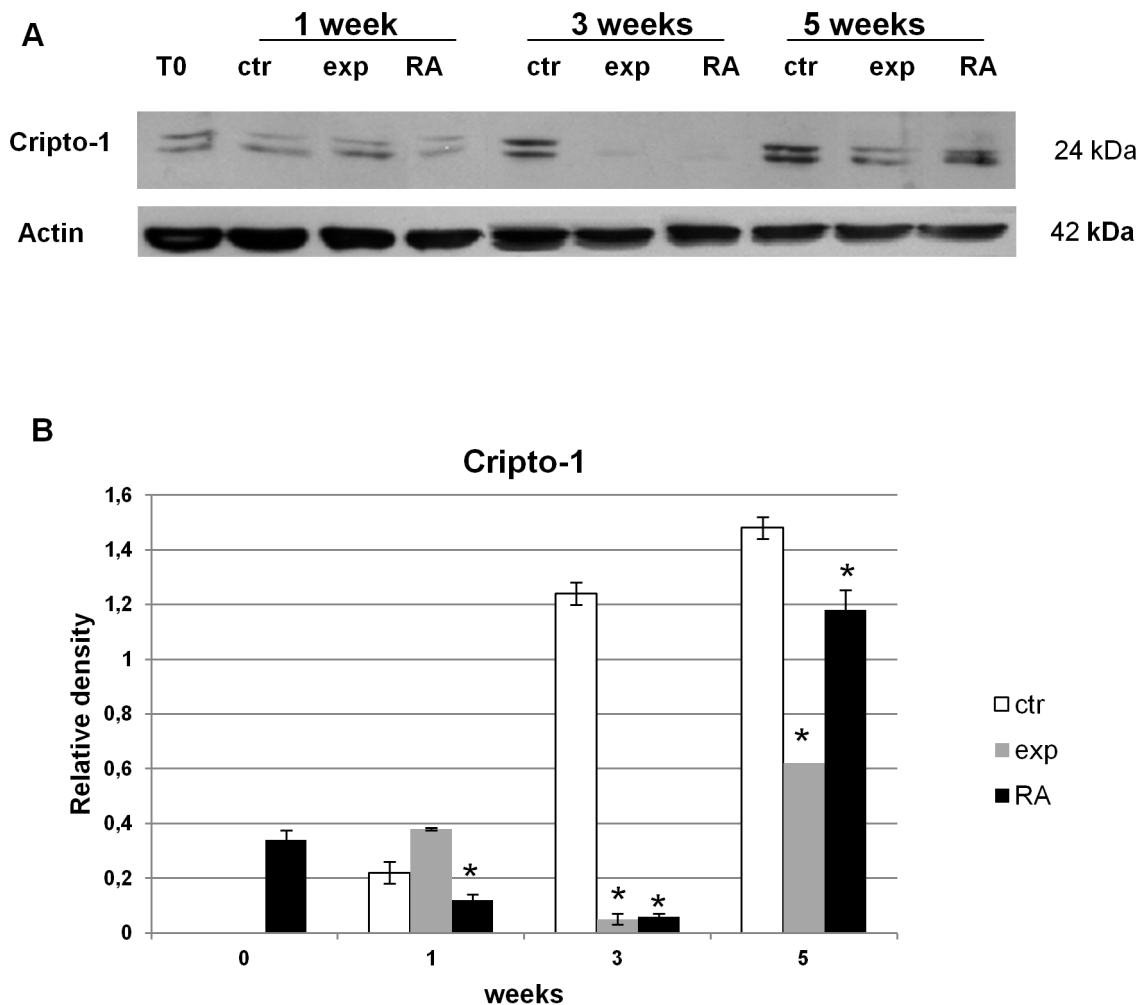 A
1 week 3 weeks 5 weeks
T0 ctr exp RA ctr exp RA ctr exp RA
Cripto-1 24 kDa
Actin 42 kDa
B
Cripto-1
1,6
1,4
1,2
1
0,8
0,6
0,4
0,2
0
Relative density
* * * * *
0 1 3 5
weeks
ctr
exp
RA